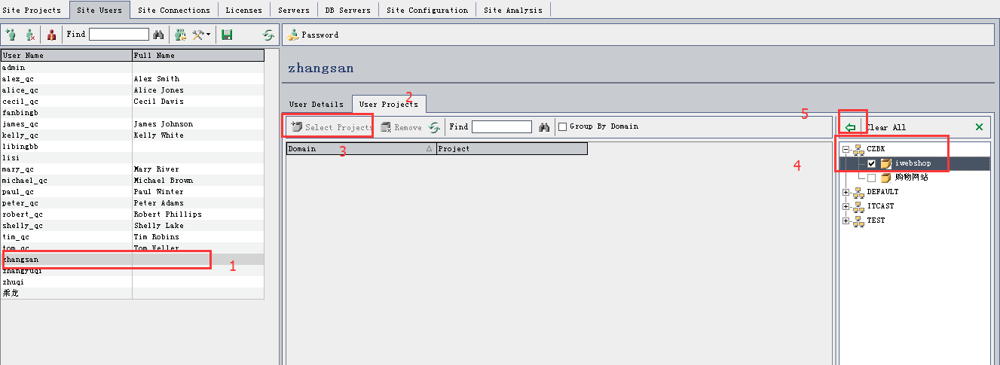 Site Projects Site Users Site Connections Licenses Servers DB Servers Site Configuration Site Analysis
Find
Password
User Name Full Name
admin
alex_qc Alex Smith
alice_qc Alice Jones
cecil_qc Cecil Davis
fanbingb
james_qc James Johnson
kelly_qc Kelly White
libingbb
lisi
mary_qc Mary River
michael_qc Michael Brown
paul_qc Paul Winter
peter_qc Peter Adams
robert_qc Robert Phillips
shelly_qc Shelly Lake
tim_qc Tim Robins
tom_qc Tom Weller
zhangsan
1
zhangyuqi
zhuqi
乘龙
zhangsan
User Details User Projects
2
Select Projects Remove Find Group By Domain
3
Domain Project
5
Clear All
4
CZBK
iwebshop
购物网站
DEFAULT
ITCAST
TEST